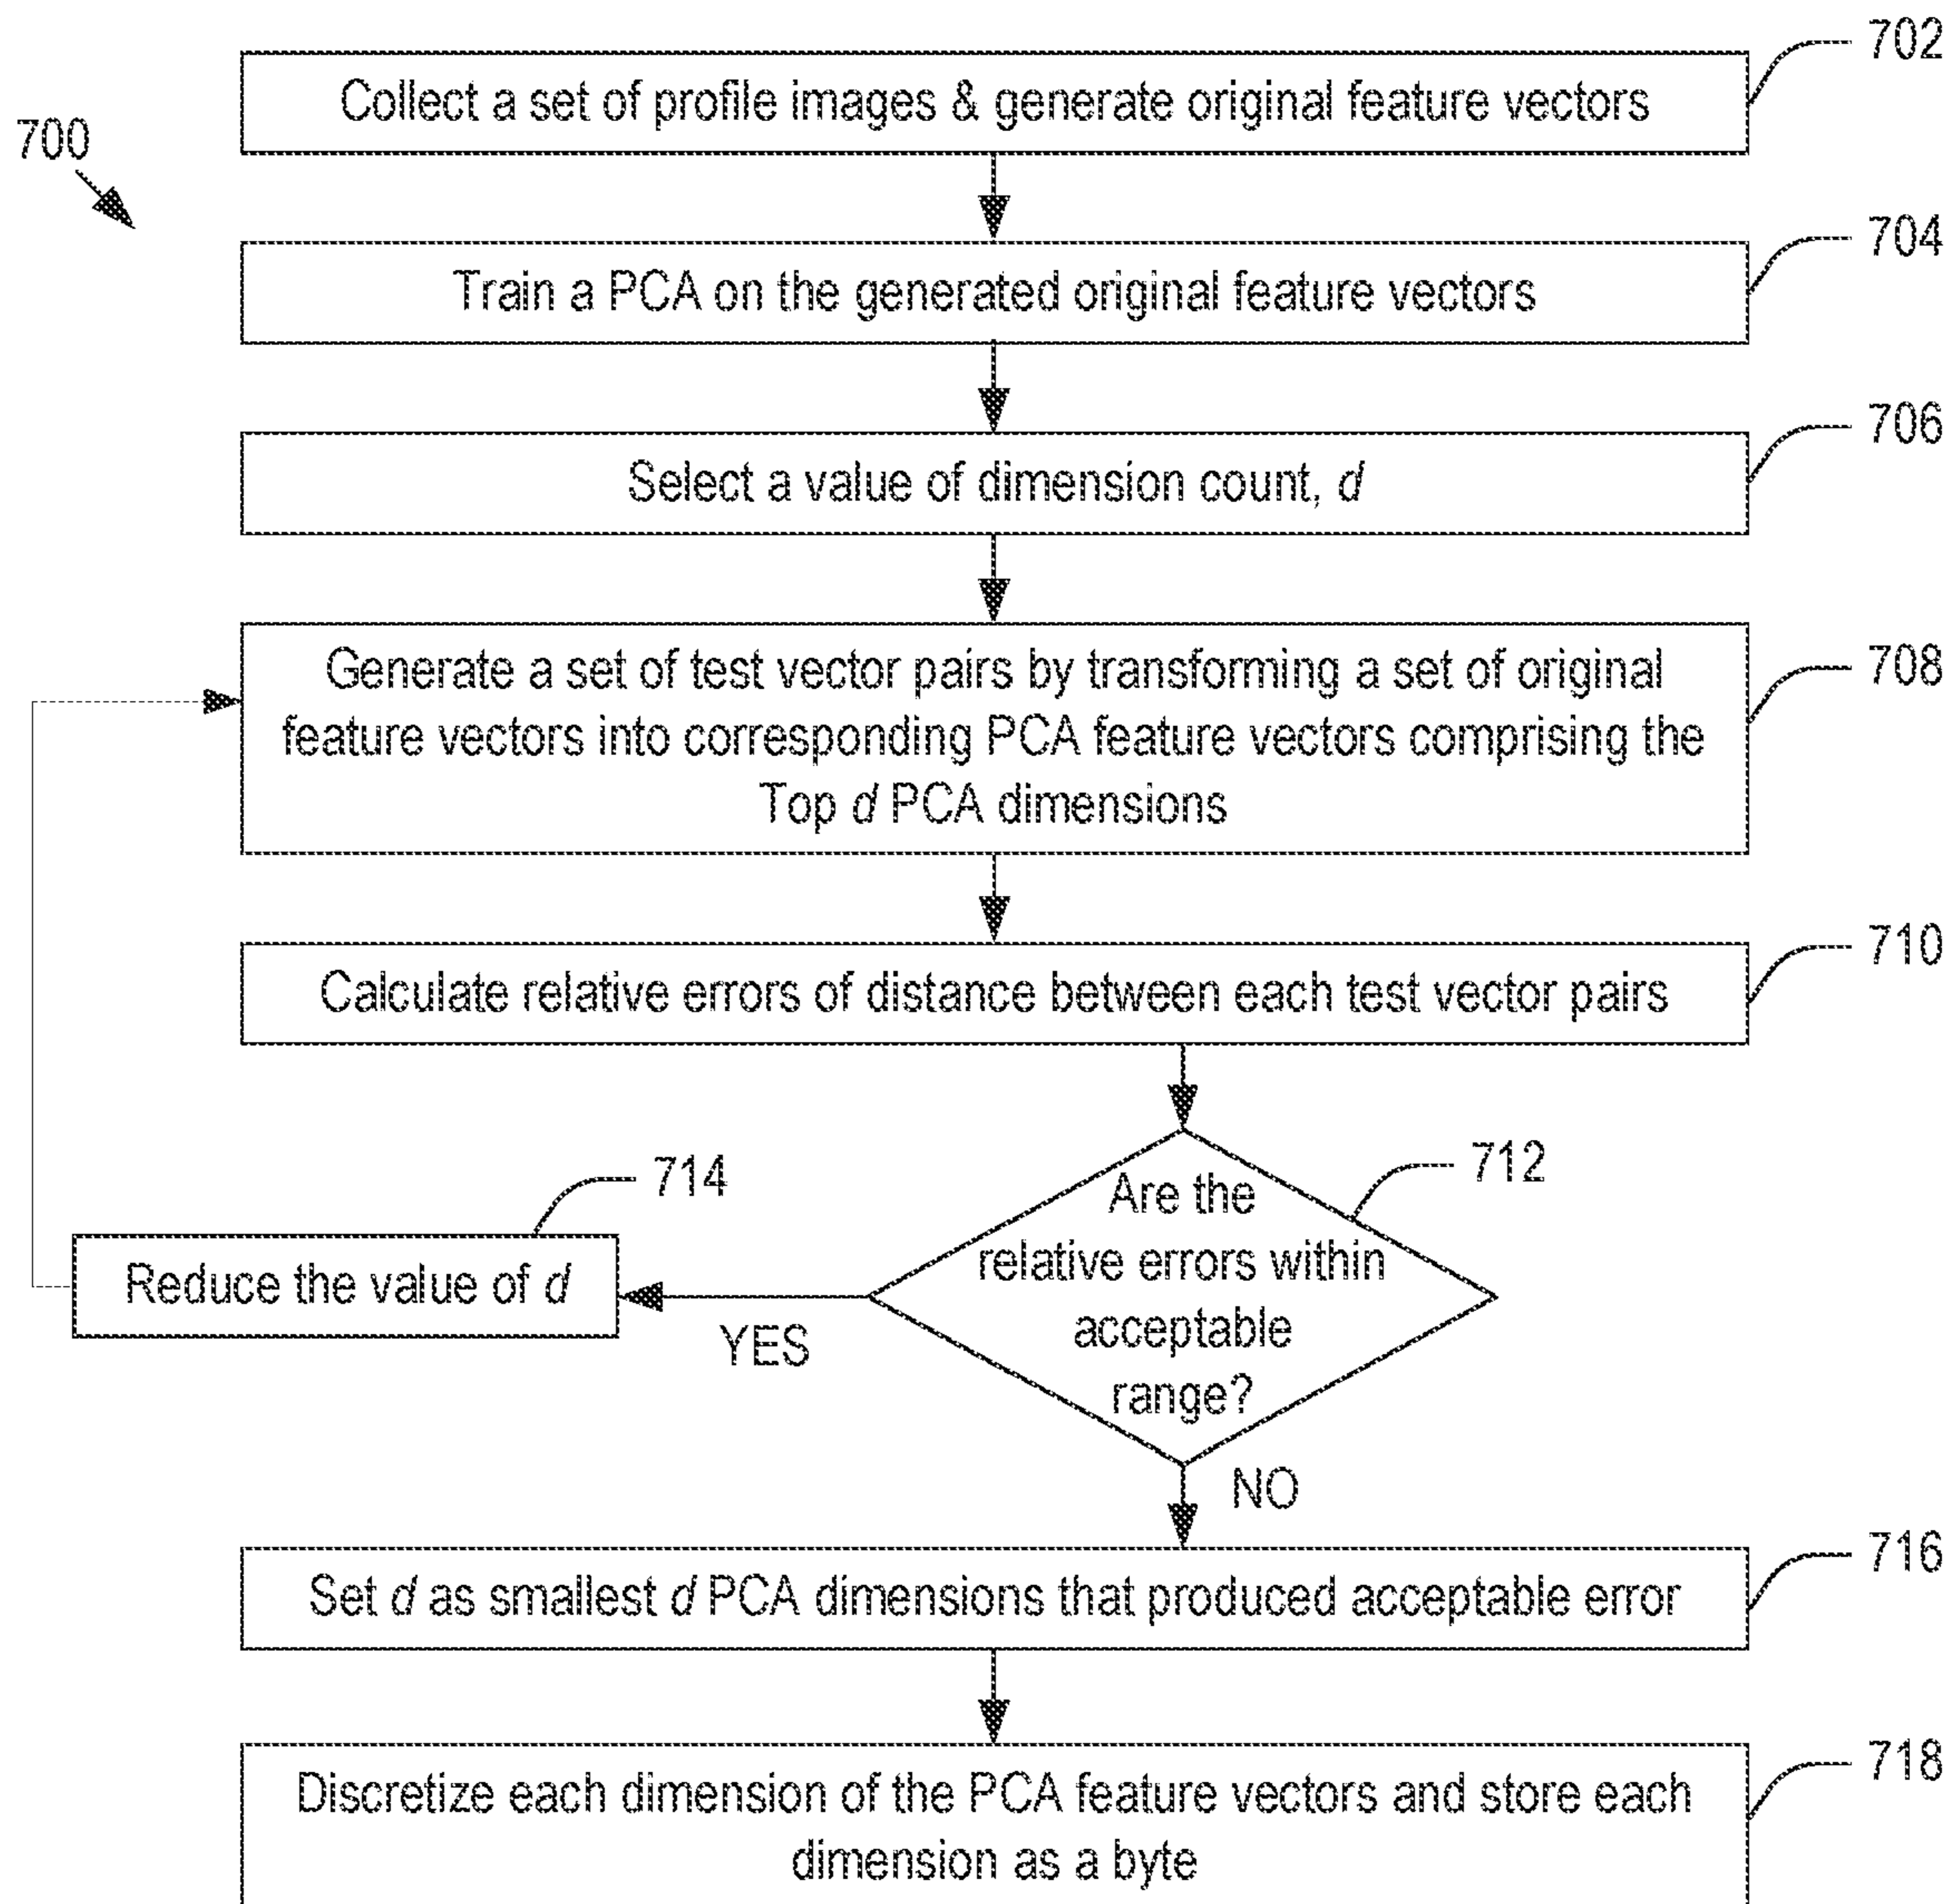 702
Collect a set of profile images & generate original feature vectors
700
704
Train a PCA on the generated original feature vectors
706
Select a value of dimension count, d
708
Generate a set of test vector pairs by transforming a set of original
feature vectors into corresponding PCA feature vectors comprising the
Top d PCA dimensions
710
Calculate relative errors of distance between each test vector pairs
712
Are the
relative errors within
acceptable
range?
714
Reduce the value of d
YES
NO
716
Set d as smallest d PCA dimensions that produced acceptable error
718
Discretize each dimension of the PCA feature vectors and store each
dimension as a byte